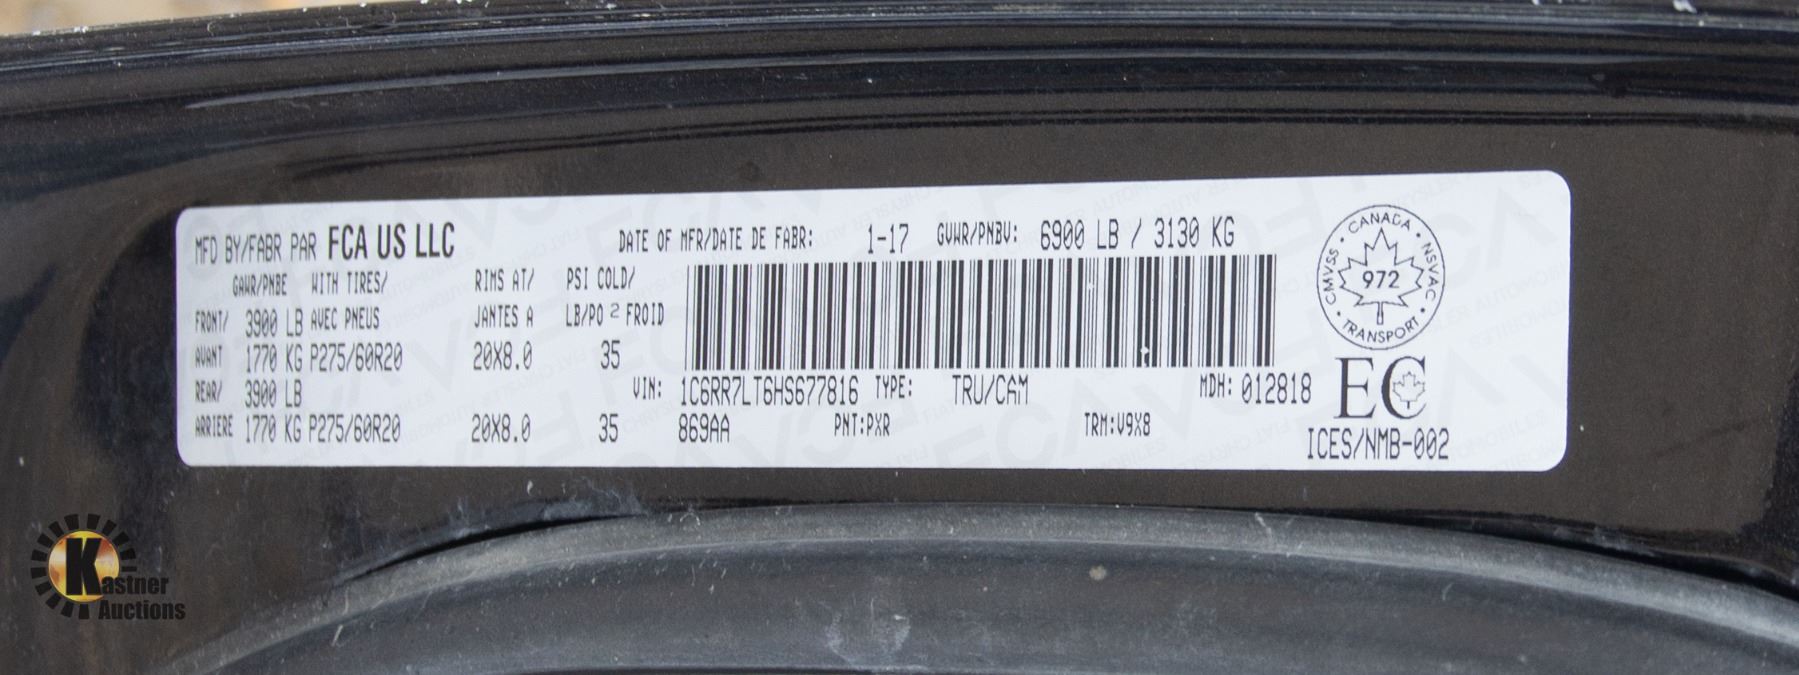 MFD BY/FABR PAR FCA US LLC DATE OF MFR/DATE DE FABR: 1-17 GVWR/PNBV: 6900 LB / 3130 KG
GAWR/PNBE WITH TIRES/ RIMS AT/ PSI COLD/
FRONT/ 3900 LB AVEC PNEUS JANTES A LB/PO 2 FROID
AVANT 1770 KG P275/60R20 20X8.0 35
REAR/ 3900 LB VIN: 1C6RR7LT6HS677816 TYPE: TRU/CAM MDH: 012818
ARRIERE 1770 KG P275/60R20 20X8.0 35 869AA PNT:PXR TRM:V9X8
CANADA • NSVAC • TRANSPORT • CMVSS •
972
EC
ICES/NMB-002
Kastner
Auctions